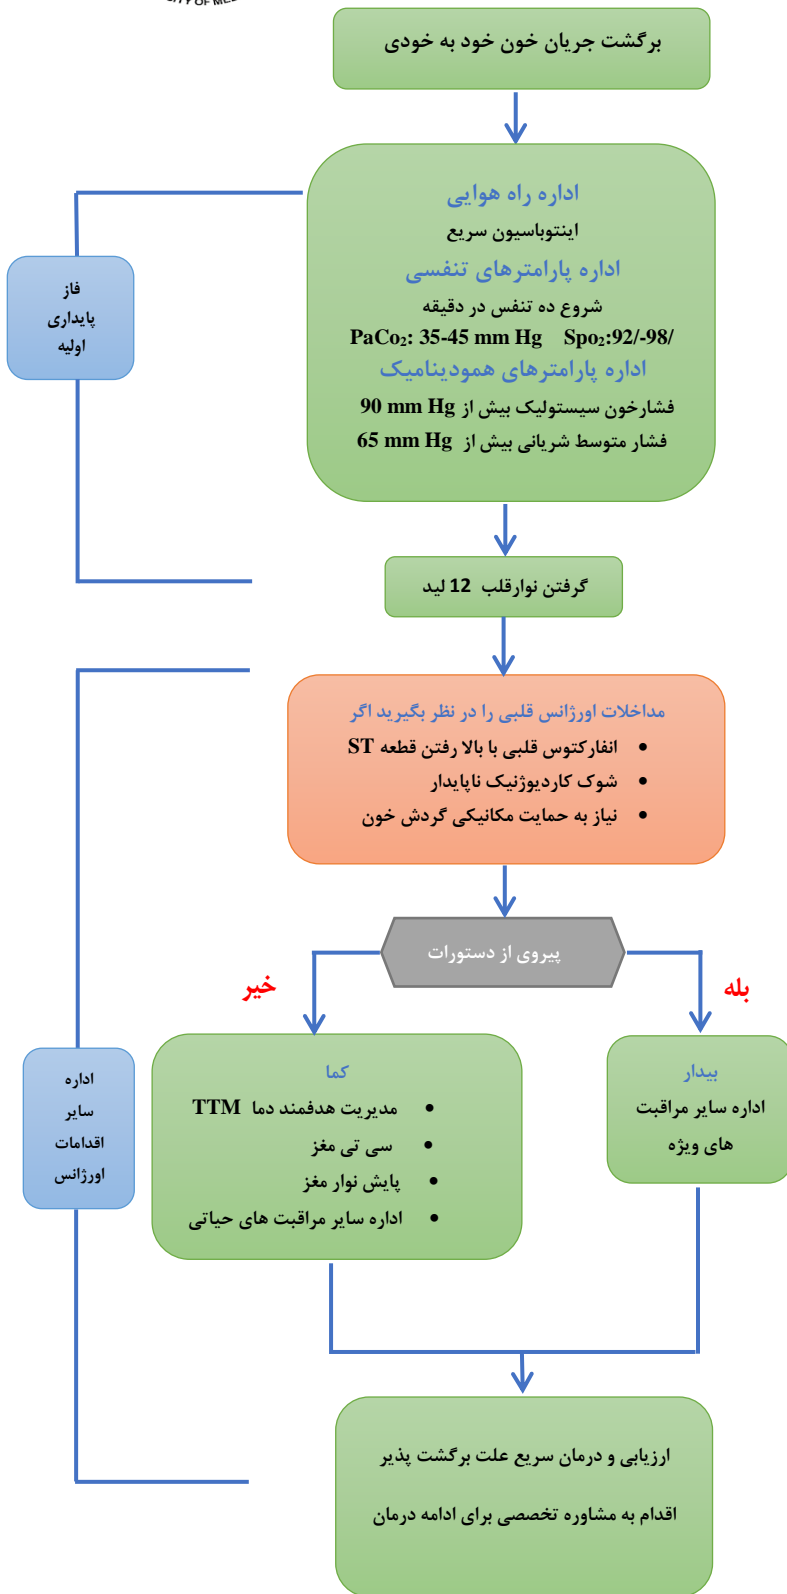 برگشت جریان خون خود به خودی
اداره راه هوایی
اینتوباسیون سریع
اداره پارامترهای تنفسی
شروع ده تنفس در دقیقه
PaCo₂: 35-45 mm Hg Spo₂:92/-98/
اداره پارامترهای همودینامیک
فشارخون سیستولیک بیش از 90 mm Hg
فشار متوسط شریانی بیش از 65 mm Hg
فاز
پایداری
اولیه
گرفتن نوارقلب 12 لید
مداخلات اورژانس قلبی را در نظر بگیرید اگر
• انفارکتوس قلبی با بالا رفتن قطعه ST
• شوک کاردیوژنیک ناپایدار
• نیاز به حمایت مکانیکی گردش خون
پیروی از دستورات
بله
خیر
بیدار
اداره سایر مراقبت
های ویژه
کما
• مدیریت هدفمند دما TTM
• سی تی مغز
• پایش نوار مغز
• اداره سایر مراقبت های حیاتی
اداره
سایر
اقدامات
اورژانس
ارزیابی و درمان سریع علت برگشت پذیر
اقدام به مشاوره تخصصی برای ادامه درمان